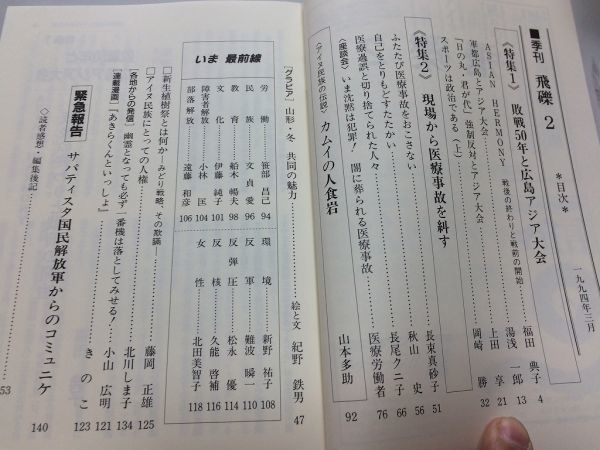 ■季刊 飛礫 2
＊目次＊
一九九四年三月
《特集1》 敗戦50年と広島アジア大会
ASIAN HERMONY 戦後の終わりと戦前の開始 福田 典子 4
軍都広島とアジア大会 湯浅 一郎 13
「日の丸・君が代」強制反対とアジア大会 上田 享 21
スポーツは政治である〈上〉 岡崎 勝 32
《特集2》 現場から医療事故を糾す
ふたたび医療事故をおこさない 長束真砂子 51
自己をとりもどすたたかい 秋山 史 56
医療過誤と切り捨てられた人々 長尾クニ子 66
〈座談会〉いま沈黙は犯罪! 闇に葬られる医療事故 医療労働者 76
〈アイヌ民族の伝説〉 カムイの人食岩 山本多助 92
［グラビア］山形・冬 共同の魅力 絵と文 紀野 鉄男 47
いま 最前線
労働 笹部 昌己 94
民族 文 貞愛 96
教育 船木 暢夫 98
文化 伊藤 純子 101
障害者解放 小林 匡 104
部落解放 遠藤 和彦 106
環境 新野 祐子 108
反軍 難波 瞬一 110
反弾圧 松永 優 114
反核 久能 啓補 116
女性 北田美智子 118
□新生植樹祭とは何か―みどり戦略、その欺瞞―
□アイヌ民族にとっての人権 藤岡 正雄 125
［各地からの発信］幽霊となっても必ず一番機は落としてみせる! 北川しま子 134
［連載漫画］『あきらくんといっしょ』 小山 広明 121
きのこ 123
緊急報告 サパティスタ国民解放軍からのコミュニケ 140
◇読者感想・編集後記 153